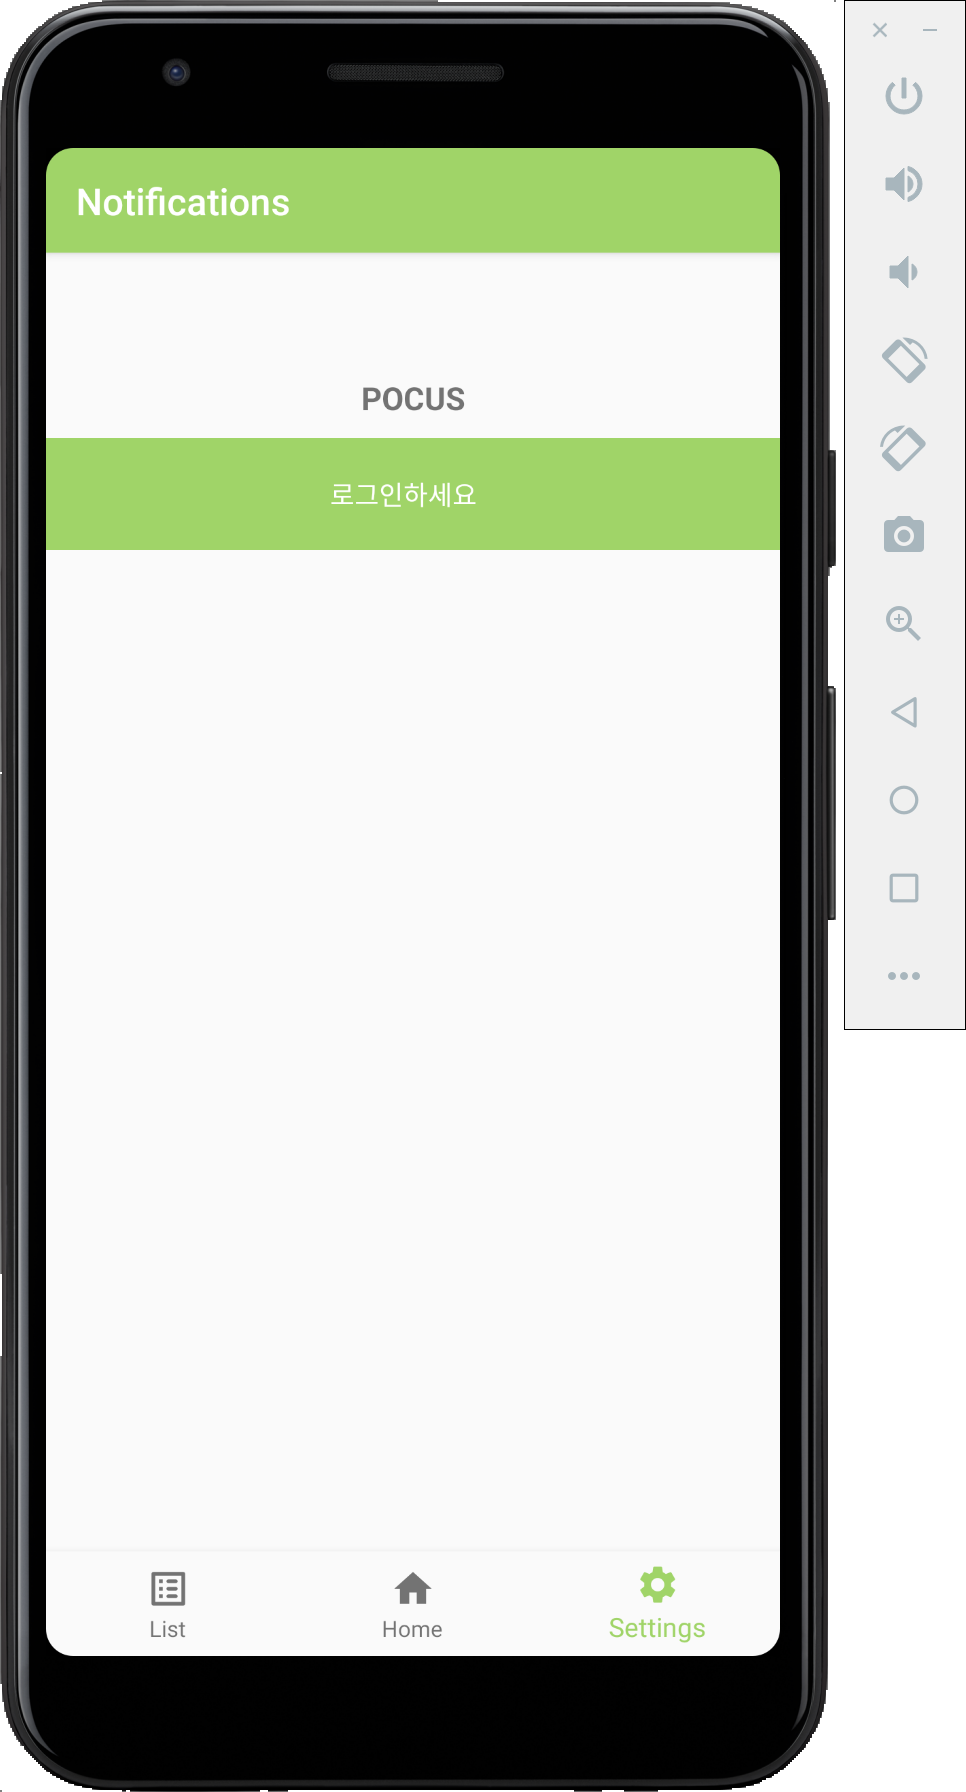 Notifications
POCUS
로그인하세요
List
Home
Settings